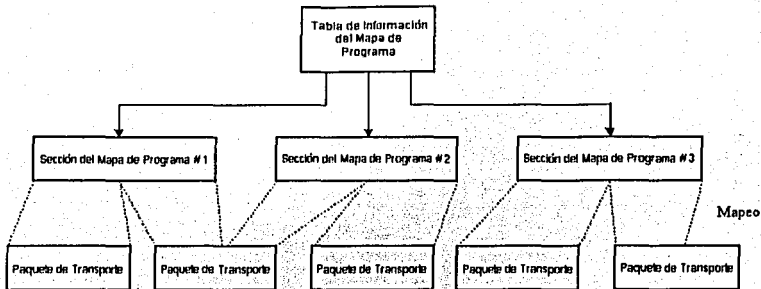 Tabla de Información
del Mapa de
Programa
Sección del Mapa de Programa #1
Sección del Mapa de Programa #2
Sección del Mapa de Programa #3
Mapeo
Paquete de Transporte
Paquete de Transporte
Paquete de Transporte
Paquete de Transporte
Paquete de Transporte